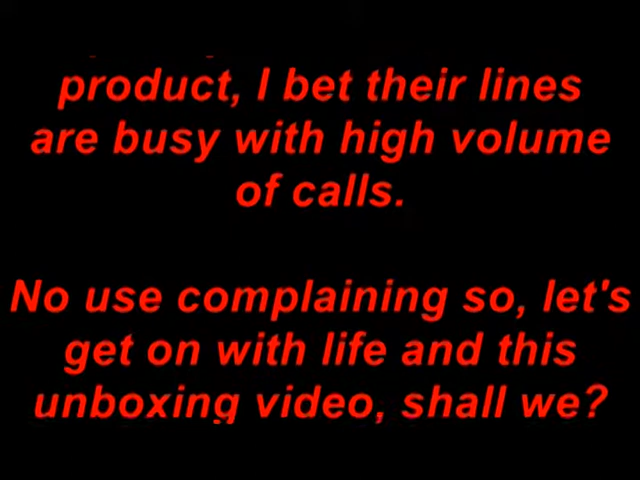 product, I bet their lines
are busy with high volume
of calls.
No use complaining so, let's
get on with life and this
unboxing video, shall we?